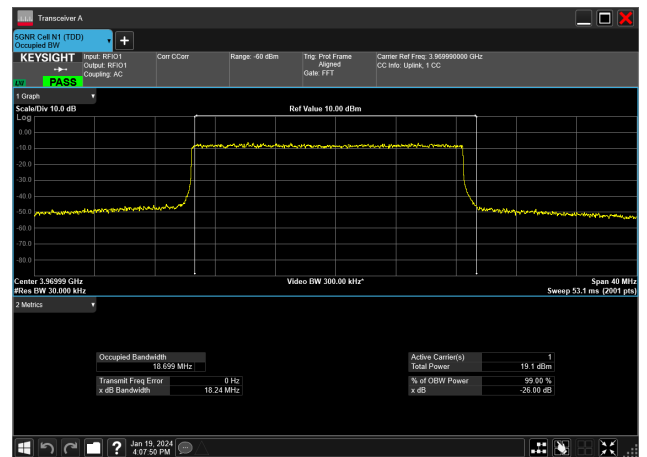 Transceiver A
5GNR Cell N1 (TDD)
Occupied BW
KEYSIGHT
Input: RFIO1
Output: RFIO1
Coupling: AC
Corr CCorr
Range: -60 dBm
Trig: Prot Frame
Aligned
Gate: FFT
Carrier Ref Freq: 3.969990000 GHz
CC Info: Uplink, 1 CC
PASS
1 Graph
Scale/Div 10.0 dB
Ref Value 10.00 dBm
Log
0.00
-10.0
-20.0
-30.0
-40.0
-50.0
-60.0
-70.0
-80.0
Center 3.96999 GHz
Video BW 300.00 kHz*
Span 40 MHz
#Res BW 30.000 kHz
Sweep 53.1 ms (2001 pts)
2 Metrics
Occupied Bandwidth
18.699 MHz
Active Carrier(s) 1
Total Power 19.1 dBm
Transmit Freq Error 0 Hz
x dB Bandwidth 18.24 MHz
% of OBW Power 99.00 %
x dB -26.00 dB
Jan 19, 2024
4:07:50 PM